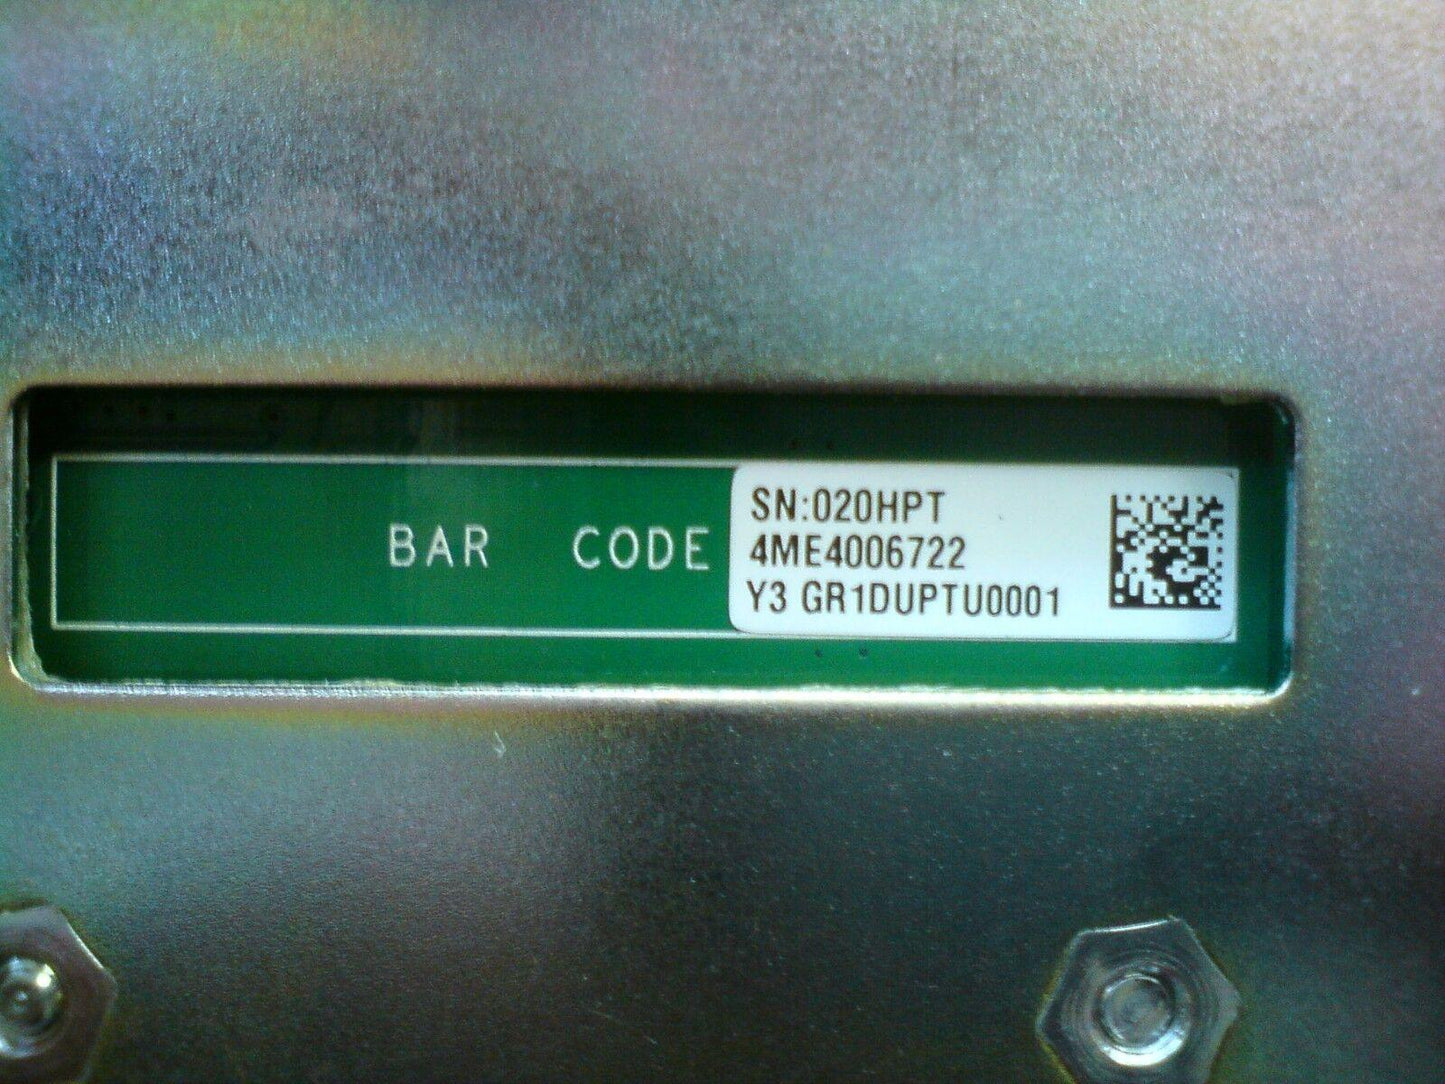 BAR CODE
SN:020HPT
4ME4006722
Y3 GR1DUPTU0001